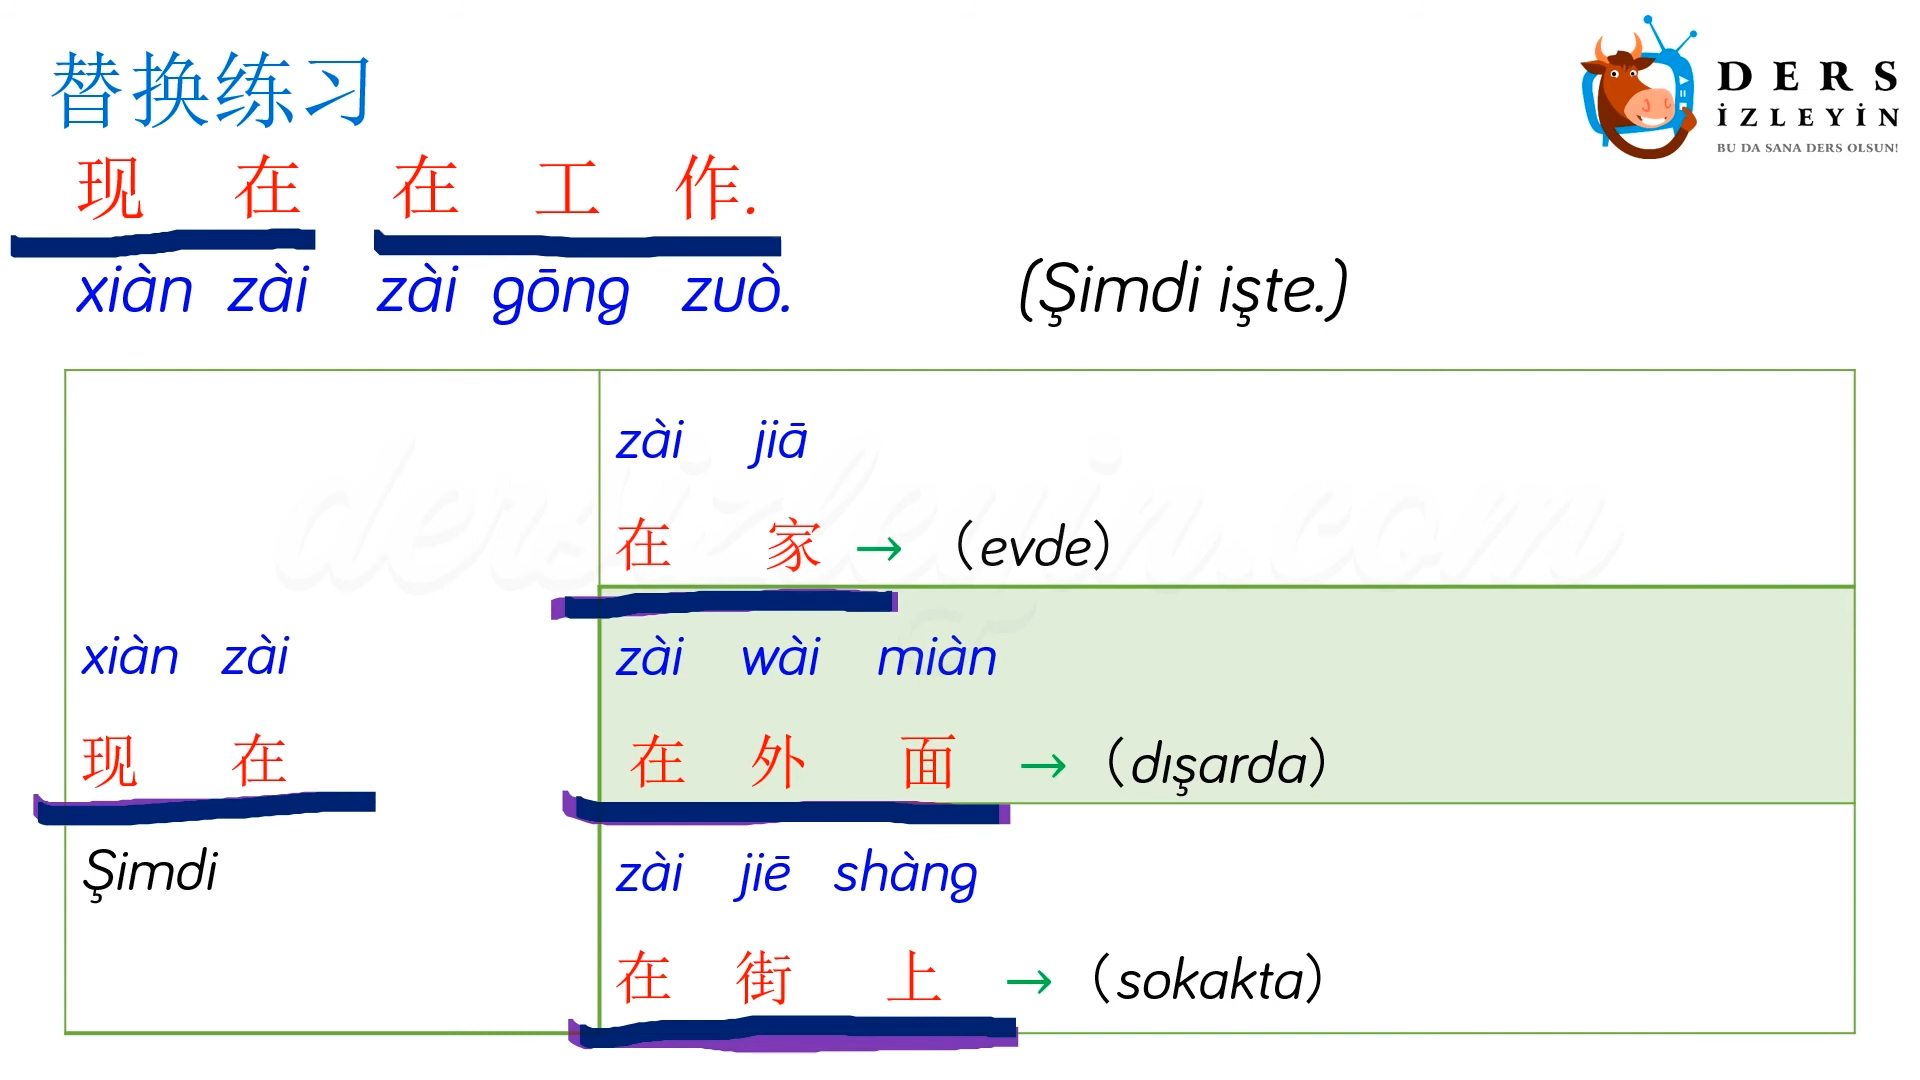 替换练习
DERS
İZLEYİN
BU DA SANA DERS OLSUN!
现 在 在 工 作.
xiàn zài zài gōng zuò. (Şimdi işte.)
zài jiā
在 家 → （evde）
xiàn zài
现 在
Şimdi
zài wài miàn
在 外 面 → （dışarda）
zài jiē shàng
在 街 上 → （sokakta）
dersizleyin.com